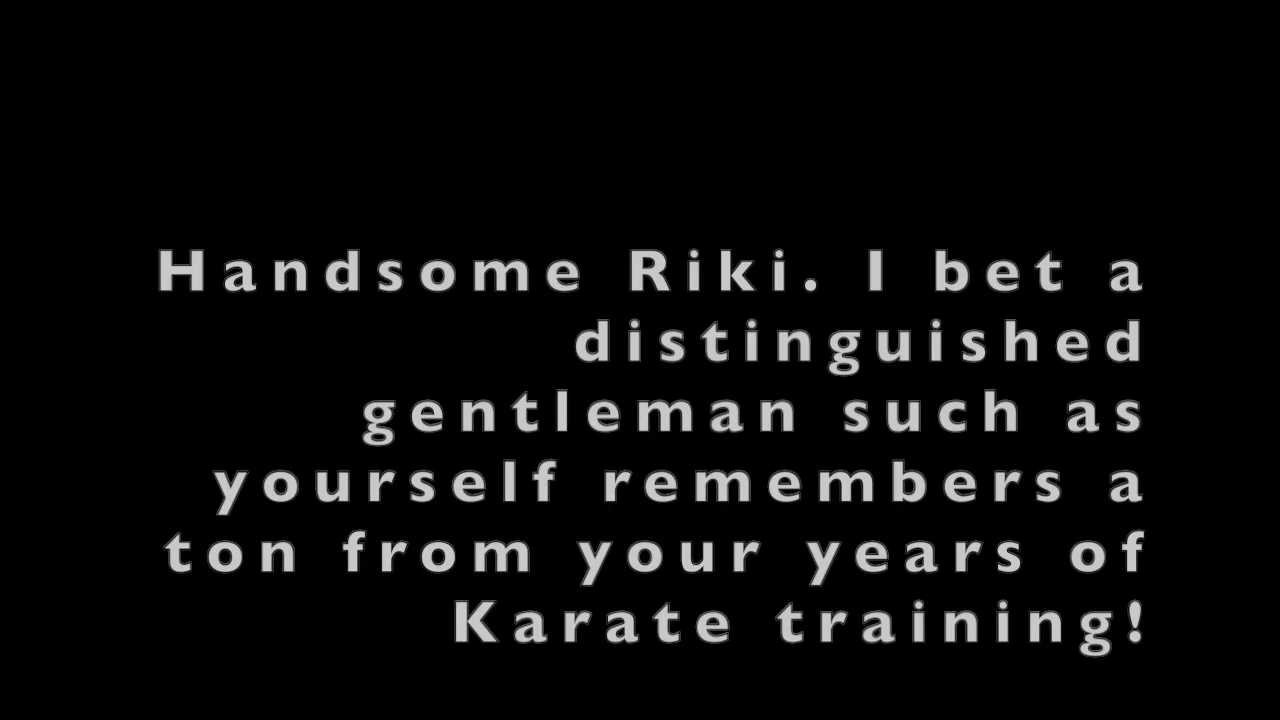 Handsome Riki. I bet a
distinguished
gentleman such as
yourself remembers a
ton from your years of
Karate training!